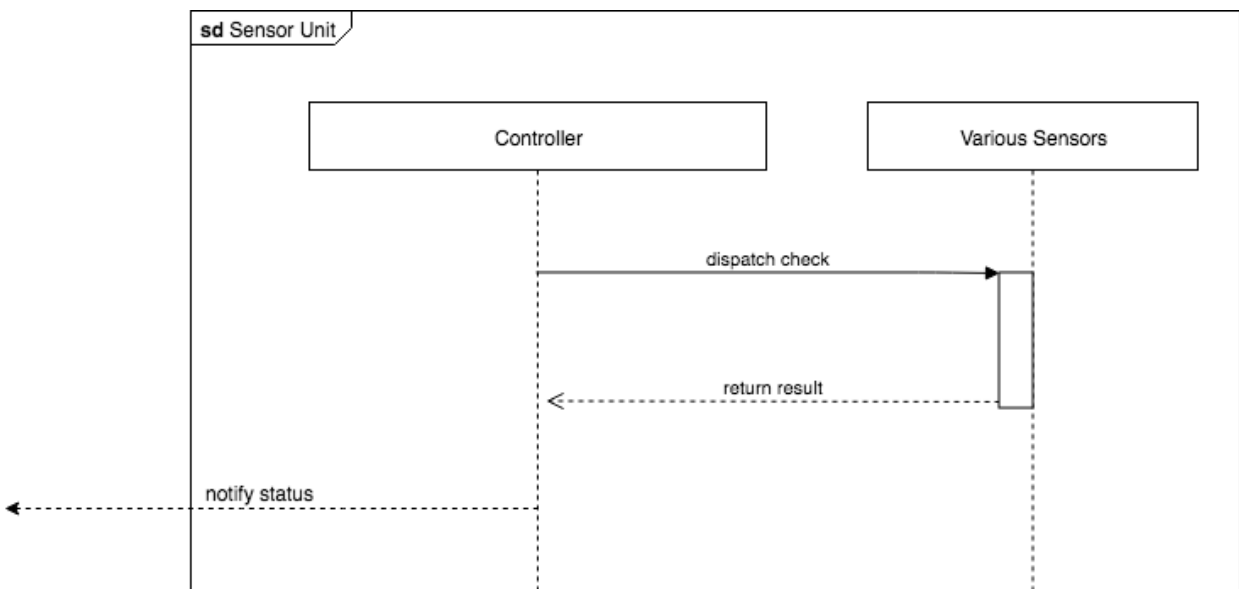 sd Sensor Unit
Controller
Various Sensors
dispatch check
return result
notify status